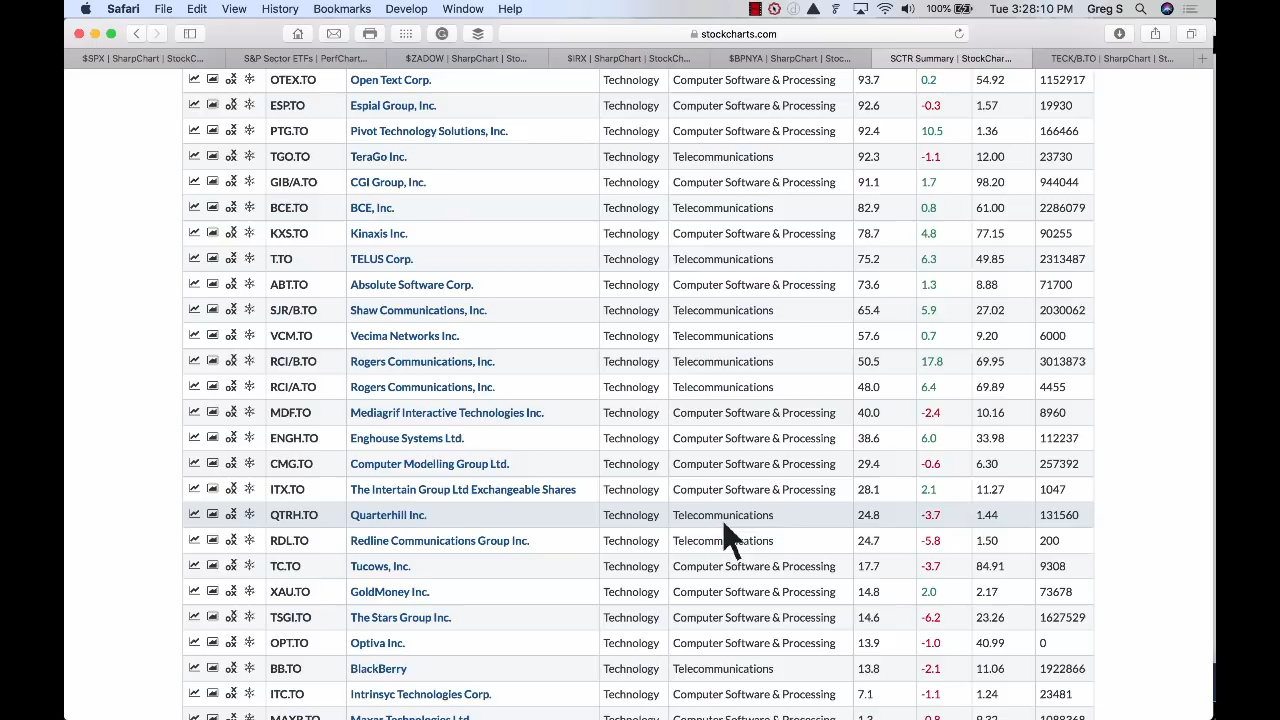 Safari File Edit View History Bookmarks Develop Window Help 100% Tue 3:28:10 PM Greg S
stockcharts.com
$SPX | SharpChart | StockC... S&P Sector ETFs | PerfChart... $ZADOW | SharpChart | Sto... $IRX | SharpChart | StockCh... $BPNYA | SharpChart | Stoc... SCTR Summary | StockChar... TECK/B.TO | SharpChart | St...
OTEX.TO Open Text Corp. Technology Computer Software & Processing 93.7 0.2 54.92 1152917
ESP.TO Espial Group, Inc. Technology Computer Software & Processing 92.6 -0.3 1.57 19930
PTG.TO Pivot Technology Solutions, Inc. Technology Computer Software & Processing 92.4 10.5 1.36 166466
TGO.TO TeraGo Inc. Technology Telecommunications 92.3 -1.1 12.00 23730
GIB/A.TO CGI Group, Inc. Technology Computer Software & Processing 91.1 1.7 98.20 944044
BCE.TO BCE, Inc. Technology Telecommunications 82.9 0.8 61.00 2286079
KXS.TO Kinaxis Inc. Technology Computer Software & Processing 78.7 4.8 77.15 90255
T.TO TELUS Corp. Technology Telecommunications 75.2 6.3 49.85 2313487
ABT.TO Absolute Software Corp. Technology Computer Software & Processing 73.6 1.3 8.88 71700
SJR/B.TO Shaw Communications, Inc. Technology Telecommunications 65.4 5.9 27.02 2030062
VCM.TO Vecima Networks Inc. Technology Telecommunications 57.6 0.7 9.20 6000
RCI/B.TO Rogers Communications, Inc. Technology Telecommunications 50.5 17.8 69.95 3013873
RCI/A.TO Rogers Communications, Inc. Technology Telecommunications 48.0 6.4 69.89 4455
MDF.TO Mediagrif Interactive Technologies Inc. Technology Computer Software & Processing 40.0 -2.4 10.16 8960
ENGH.TO Enghouse Systems Ltd. Technology Computer Software & Processing 38.6 6.0 33.98 112237
CMG.TO Computer Modelling Group Ltd. Technology Computer Software & Processing 29.4 -0.6 6.30 257392
ITX.TO The Intertain Group Ltd Exchangeable Shares Technology Computer Software & Processing 28.1 2.1 11.27 1047
QTRH.TO Quarterhill Inc. Technology Telecommunications 24.8 -3.7 1.44 131560
RDL.TO Redline Communications Group Inc. Technology Telecommunications 24.7 -5.8 1.50 200
TC.TO Tucows, Inc. Technology Computer Software & Processing 17.7 -3.7 84.91 9308
XAU.TO GoldMoney Inc. Technology Computer Software & Processing 14.8 2.0 2.17 73678
TSGI.TO The Stars Group Inc. Technology Computer Software & Processing 14.6 -6.2 23.26 1627529
OPT.TO Optiva Inc. Technology Computer Software & Processing 13.9 -1.0 40.99 0
BB.TO BlackBerry Technology Telecommunications 13.8 -2.1 11.06 1922866
ITC.TO Intrinsyc Technologies Corp. Technology Computer Software & Processing 7.1 -1.1 1.24 23481
MAXR.TO Maxar Technologies Ltd. Technology Telecommunications 1.3 -0.8 9.32